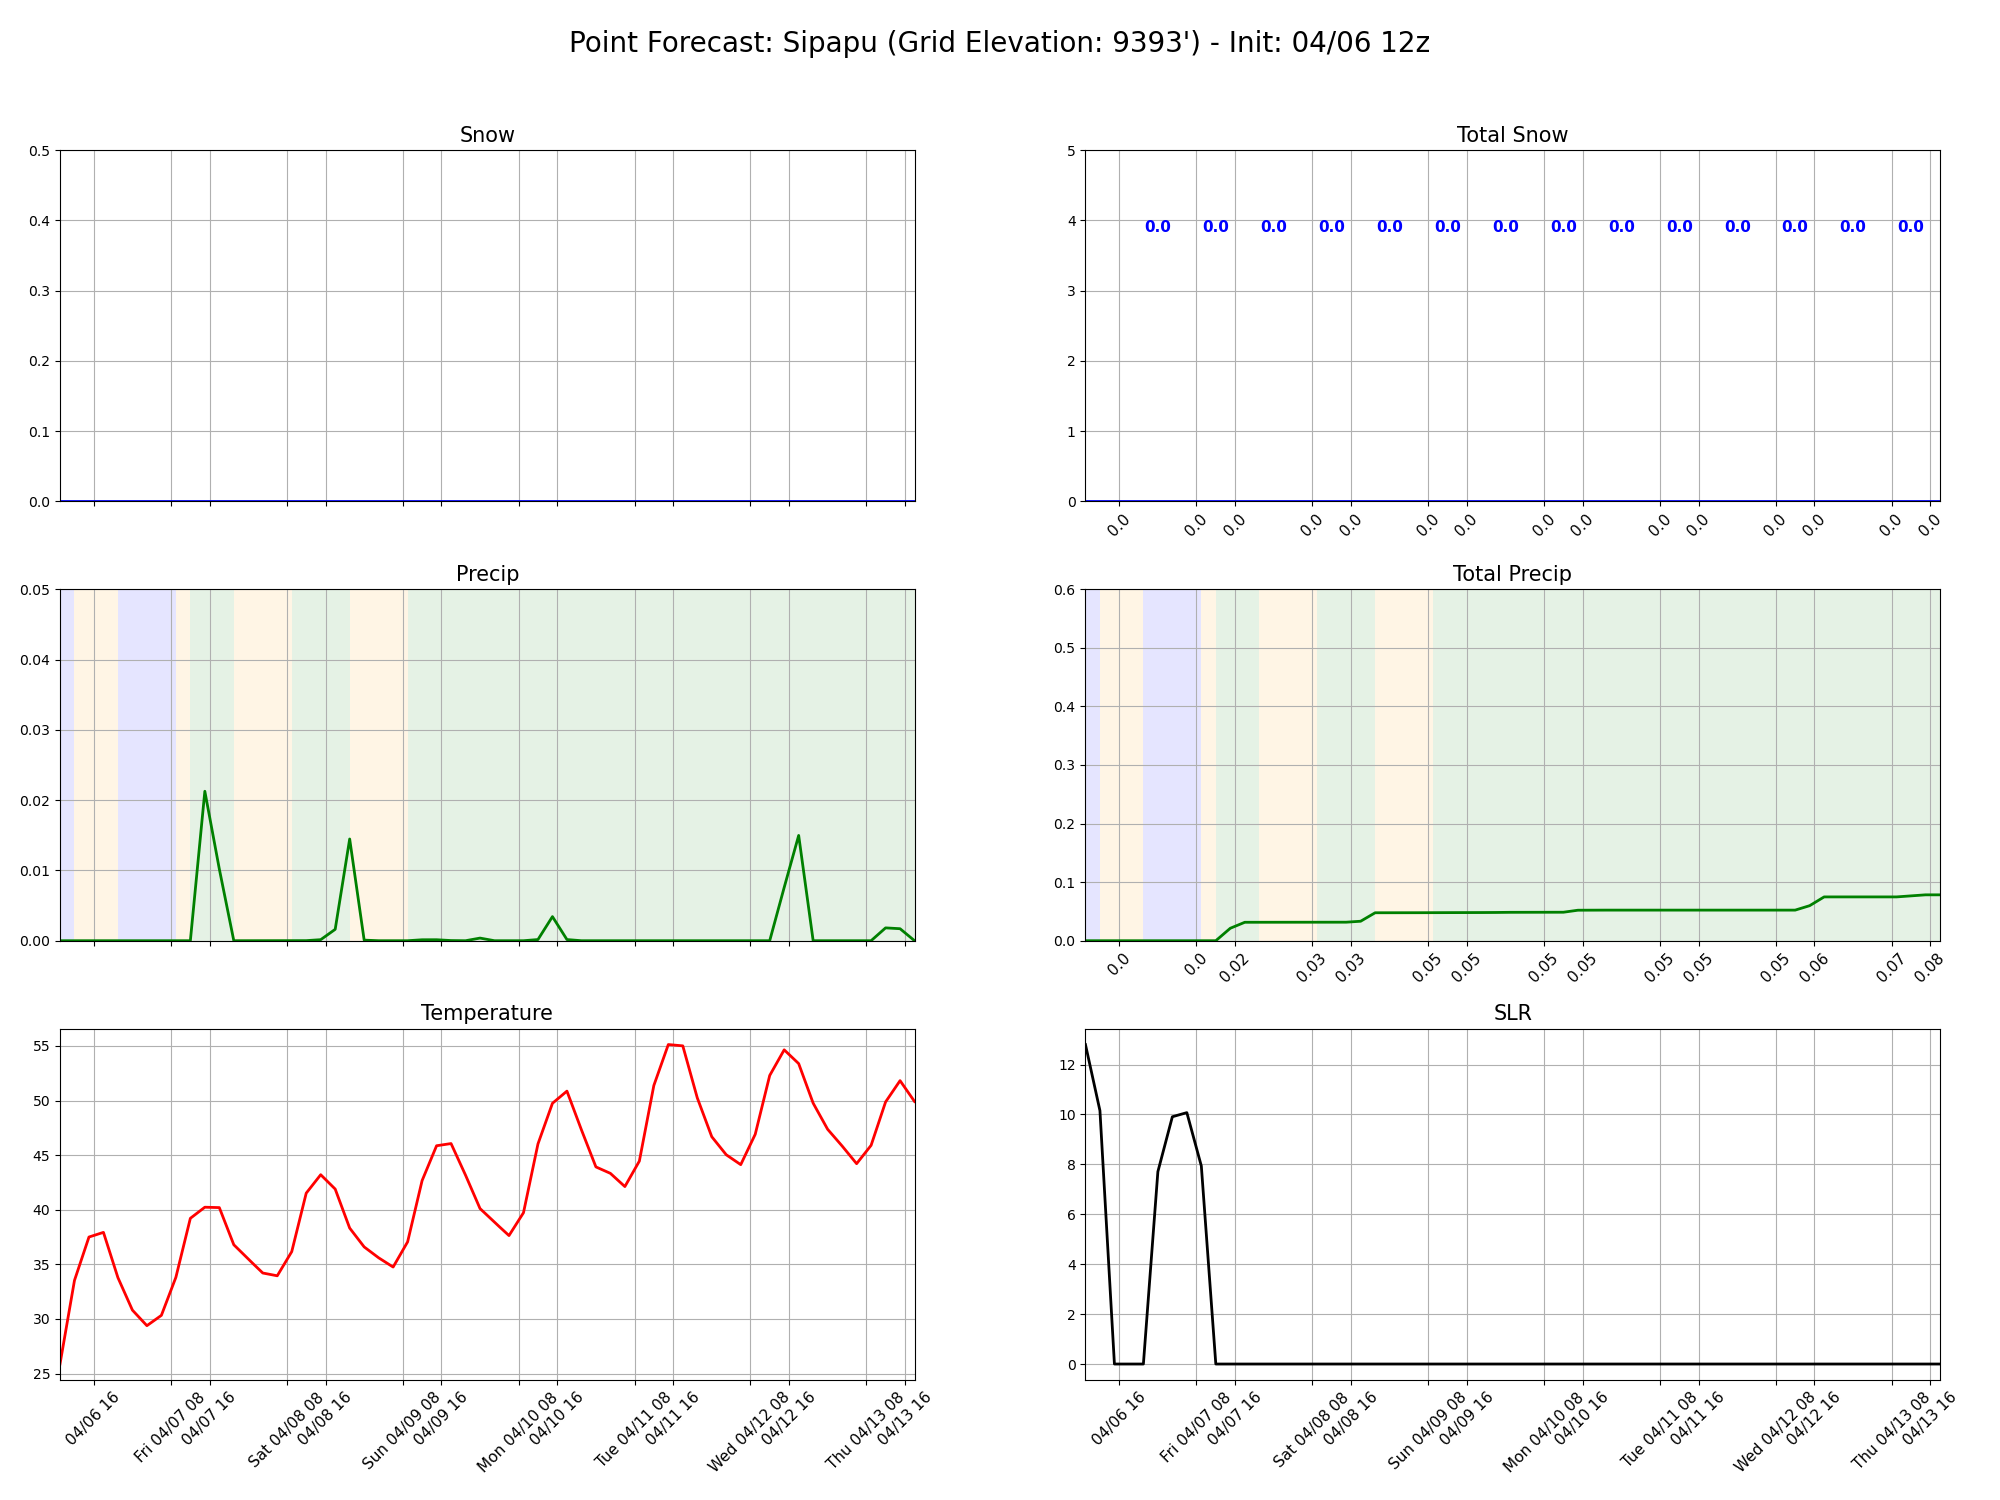 Point Forecast: Sipapu (Grid Elevation: 9393') - Init: 04/06 12z
Snow
0.5
0.4
0.3
0.2
0.1
0.0
Total Snow
5
4
3
2
1
0
0.0 0.0 0.0 0.0 0.0 0.0 0.0 0.0 0.0 0.0 0.0 0.0 0.0 0.0
0.0 0.0 0.0 0.0 0.0 0.0 0.0 0.0 0.0 0.0 0.0 0.0 0.0 0.0 0.0
Precip
0.05
0.04
0.03
0.02
0.01
0.00
Total Precip
0.6
0.5
0.4
0.3
0.2
0.1
0.0
0.0 0.0 0.02 0.03 0.03 0.05 0.05 0.05 0.05 0.05 0.05 0.05 0.06 0.07 0.08
Temperature
55
50
45
40
35
30
25
04/06 16
Fri 04/07 08
04/07 16
Sat 04/08 08
04/08 16
Sun 04/09 08
04/09 16
Mon 04/10 08
04/10 16
Tue 04/11 08
04/11 16
Wed 04/12 08
04/12 16
Thu 04/13 08
04/13 16
SLR
12
10
8
6
4
2
0
04/06 16
Fri 04/07 08
04/07 16
Sat 04/08 08
04/08 16
Sun 04/09 08
04/09 16
Mon 04/10 08
04/10 16
Tue 04/11 08
04/11 16
Wed 04/12 08
04/12 16
Thu 04/13 08
04/13 16